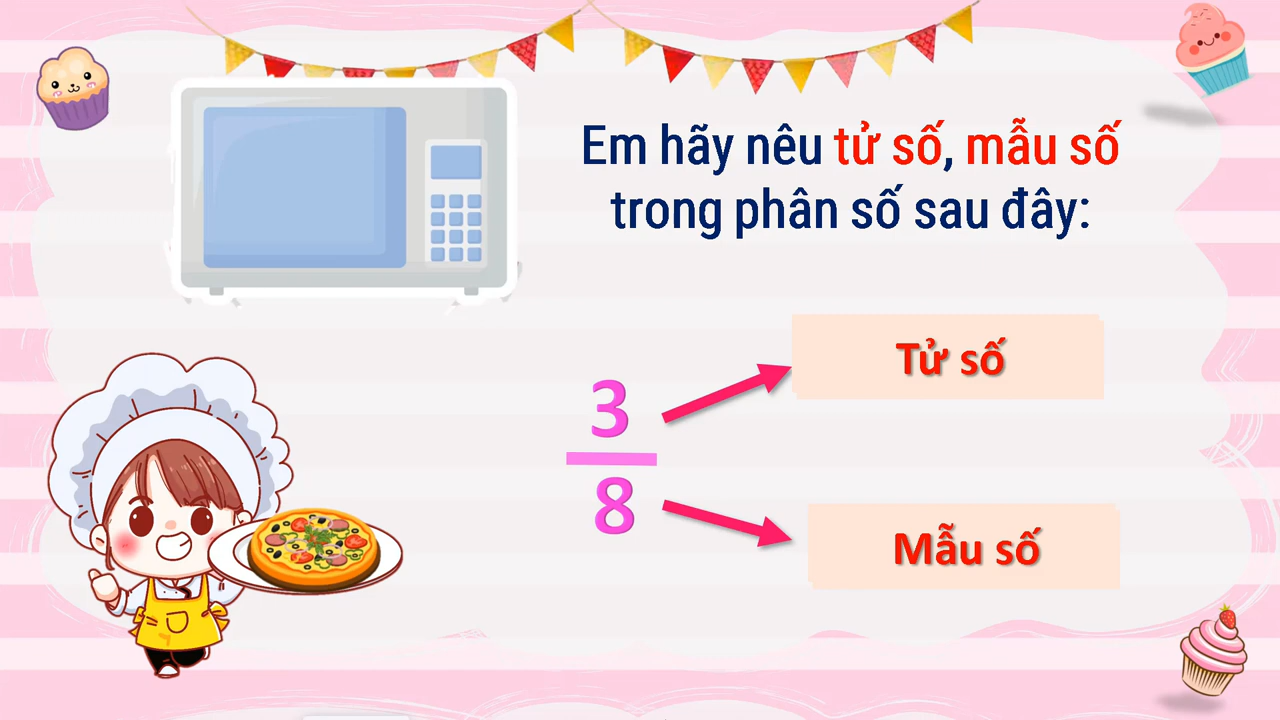 Em hãy nêu tử số, mẫu số
trong phân số sau đây:
3
8
Tử số
Mẫu số